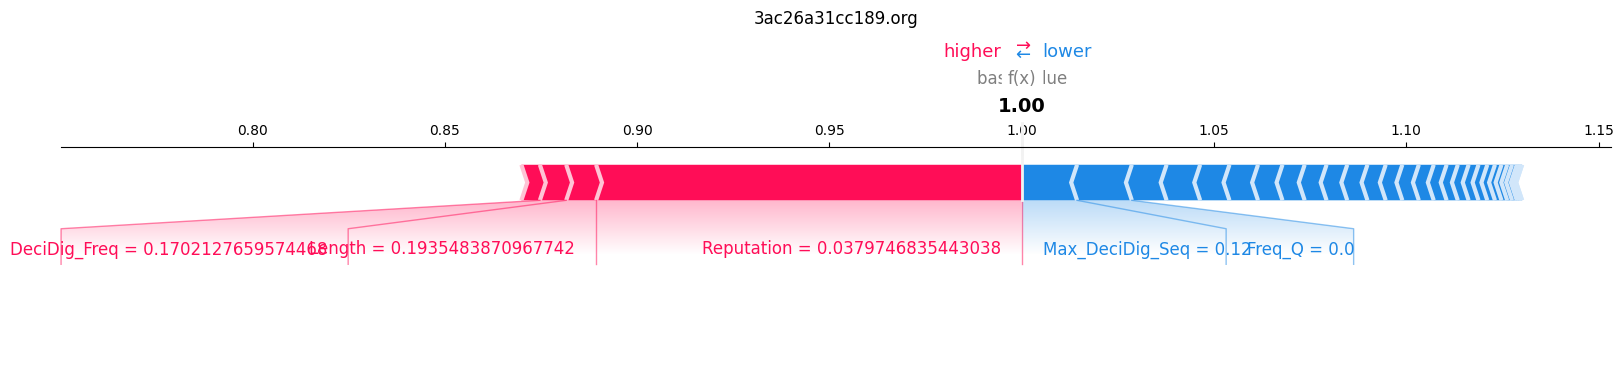 3ac26a31cc189.org
higher ⇄ lower
bas f(x) lue
1.00
0.80 0.85 0.90 0.95 1.00 1.05 1.10 1.15
DeciDig_Freq = 0.1702127659574468 Length = 0.1935483870967742 Reputation = 0.0379746835443038 Max_DeciDig_Seq = 0.12 Freq_Q = 0.0